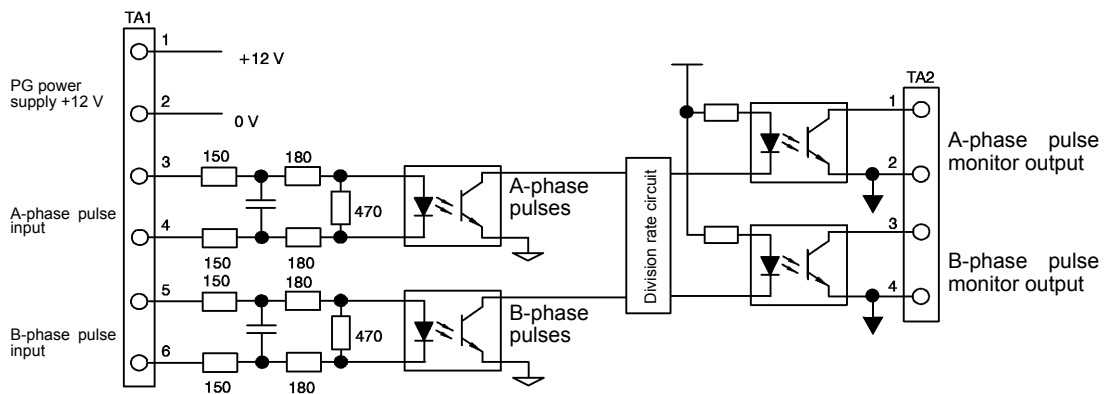 TA1
1
+12 V
PG power
supply +12 V
2
0 V
3
150
180
A-phase
pulses
470
A-phase pulse
input
4
150
180
5
150
180
B-phase
pulses
470
B-phase pulse
input
6
150
180
Division rate circuit
TA2
1
A-phase pulse
monitor output
2
3
B-phase pulse
monitor output
4